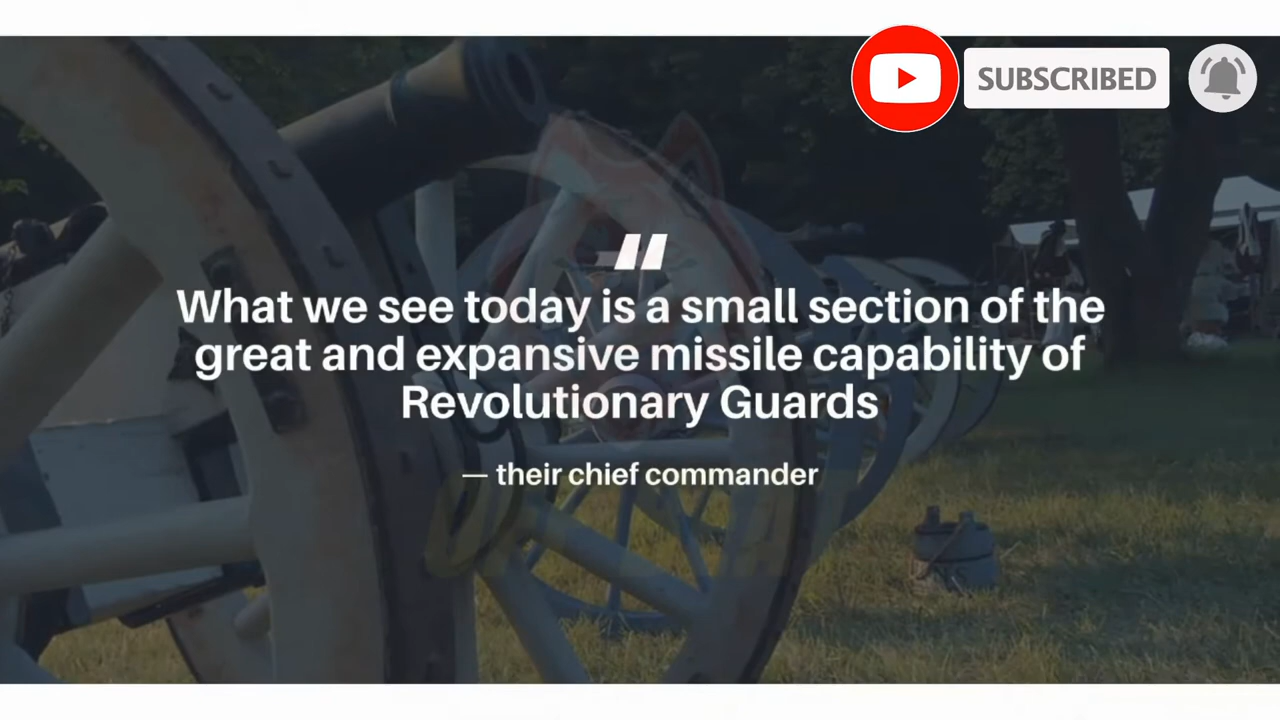 SUBSCRIBED
"
What we see today is a small section of the
great and expansive missile capability of
Revolutionary Guards
— their chief commander